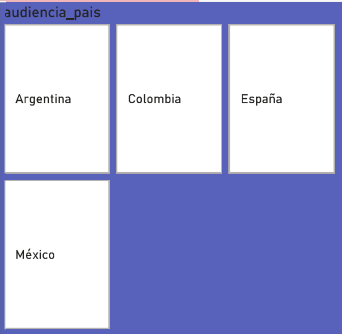 audiencia_pais
Argentina
Colombia
España
México